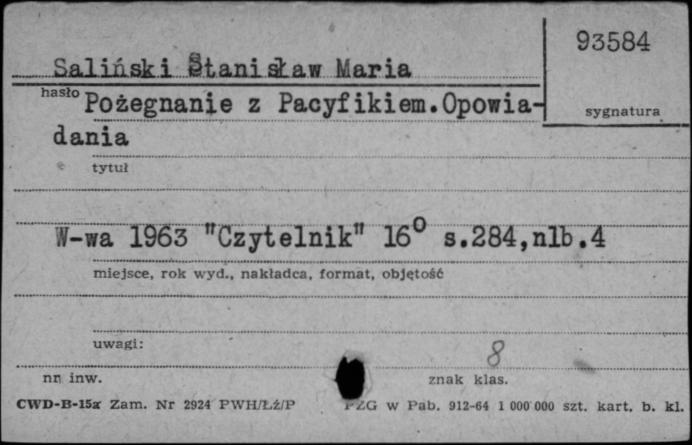 93584
Saliński Stanisław Maria
hasło Pożegnanie z Pacyfikiem.Opowia-
sygnatura
dania
tytuł
W-wa 1963 "Czytelnik" 16⁰ s.284,nlb.4
miejsce, rok wyd., nakładca, format, objętość
uwagi:
8
nr inw.
znak klas.
CWD-B-15a Zam. Nr 2924 PWH/Łż/P PZG w Pab. 912-64 1 000 000 szt. kart. b. kl.